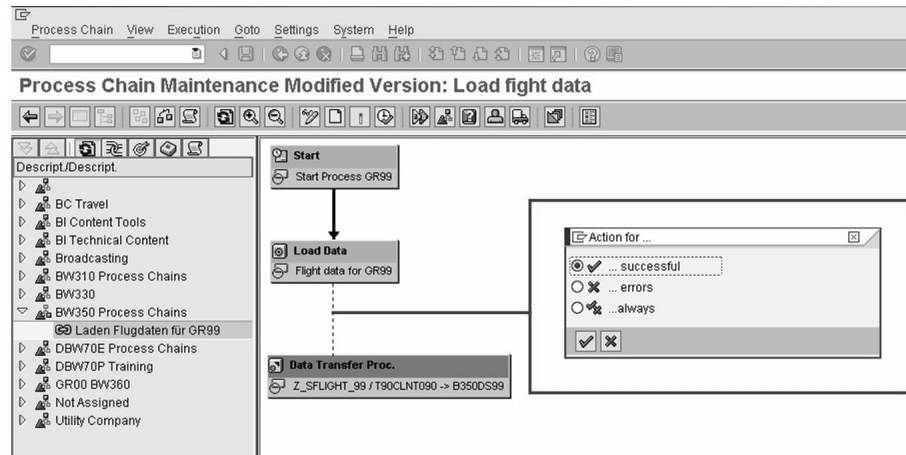 Process Chain View Execution Goto Settings System Help
Process Chain Maintenance Modified Version: Load fight data
Descript./Descript.
BC Travel
BI Content Tools
BI Technical Content
Broadcasting
BW310 Process Chains
BW330
BW350 Process Chains
Laden Flugdaten für GR99
DBW70E Process Chains
DBW70P Training
GR00 BW360
Not Assigned
Utility Company
Start
Start Process GR99
Load Data
Flight data for GR99
Data Transfer Proc.
Z_SFLIGHT_99 / T90CLNT090 -> B350DS99
Action for ...
... successful
... errors
...always